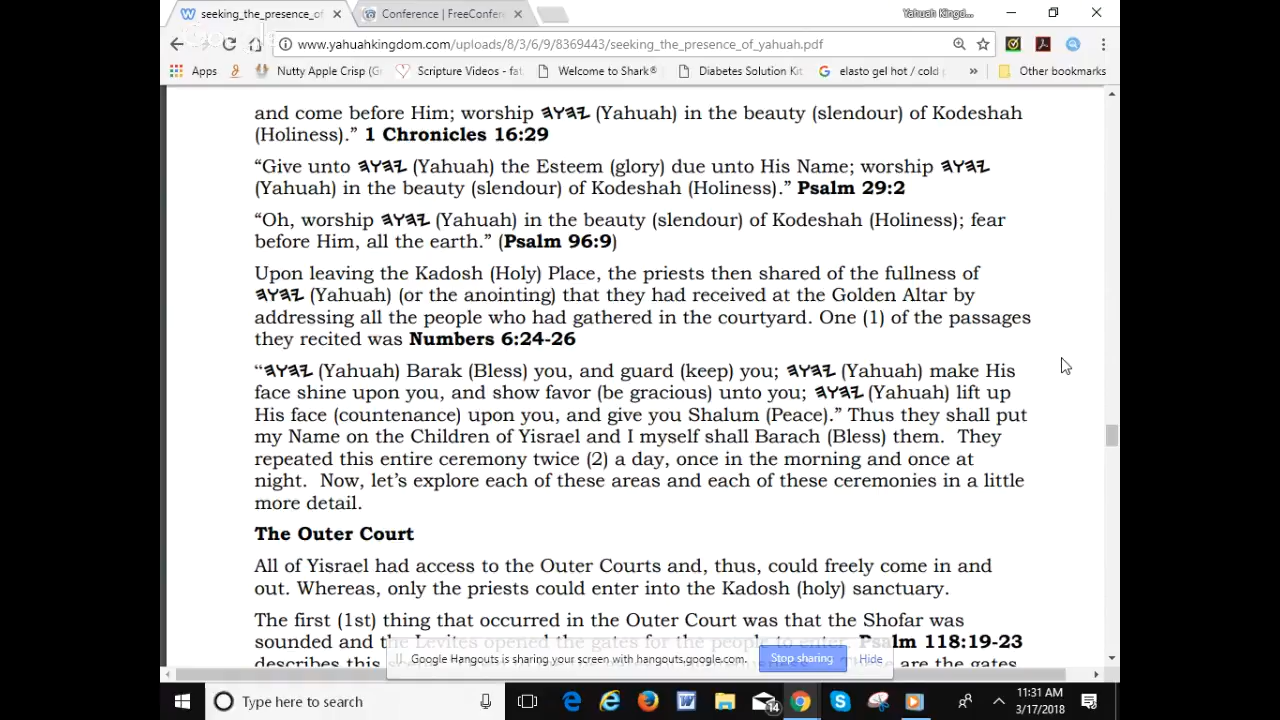 seeking_the_presence_of
Conference | FreeConfer
Yahuah Kingd...
www.yahuahkingdom.com/uploads/8/3/6/9/8369443/seeking_the_presence_of_yahuah.pdf
Apps
Nutty Apple Crisp (Gr
Scripture Videos - fat
Welcome to Shark®
Diabetes Solution Kit
elasto gel hot / cold
»
Other bookmarks
and come before Him; worship 𐤉𐤄𐤅𐤄 (Yahuah) in the beauty (slendour) of Kodeshah
(Holiness).” 1 Chronicles 16:29
“Give unto 𐤉𐤄𐤅𐤄 (Yahuah) the Esteem (glory) due unto His Name; worship 𐤉𐤄𐤅𐤄
(Yahuah) in the beauty (slendour) of Kodeshah (Holiness).” Psalm 29:2
“Oh, worship 𐤉𐤄𐤅𐤄 (Yahuah) in the beauty (slendour) of Kodeshah (Holiness); fear
before Him, all the earth.” (Psalm 96:9)
Upon leaving the Kadosh (Holy) Place, the priests then shared of the fullness of
𐤉𐤄𐤅𐤄 (Yahuah) (or the anointing) that they had received at the Golden Altar by
addressing all the people who had gathered in the courtyard. One (1) of the passages
they recited was Numbers 6:24-26
“𐤉𐤄𐤅𐤄 (Yahuah) Barak (Bless) you, and guard (keep) you; 𐤉𐤄𐤅𐤄 (Yahuah) make His
face shine upon you, and show favor (be gracious) unto you; 𐤉𐤄𐤅𐤄 (Yahuah) lift up
His face (countenance) upon you, and give you Shalum (Peace).” Thus they shall put
my Name on the Children of Yisrael and I myself shall Barach (Bless) them. They
repeated this entire ceremony twice (2) a day, once in the morning and once at
night. Now, let’s explore each of these areas and each of these ceremonies in a little
more detail.
The Outer Court
All of Yisrael had access to the Outer Courts and, thus, could freely come in and
out. Whereas, only the priests could enter into the Kadosh (holy) sanctuary.
The first (1st) thing that occurred in the Outer Court was that the Shofar was
sounded and the Levites opened the gates for the people to enter. Psalm 118:19-23
describes this are the gates
Google Hangouts is sharing your screen with hangouts.google.com.
Stop sharing
Hide
Type here to search
14
11:31 AM
3/17/2018